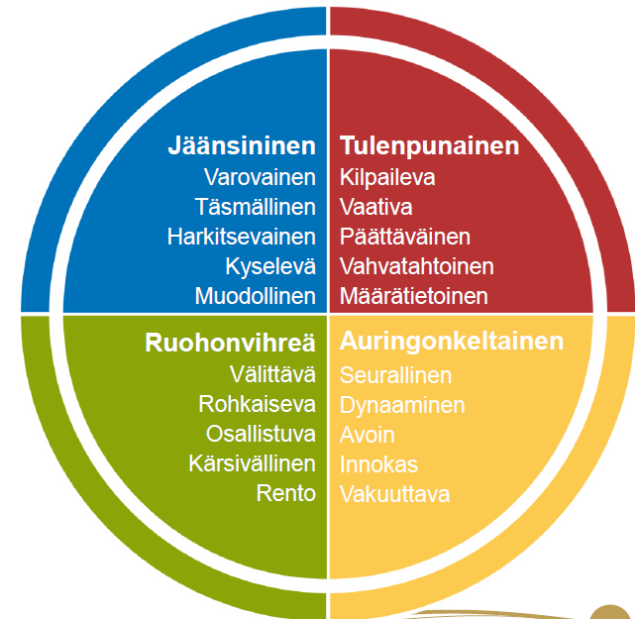 Jäänsininen
Varovainen
Täsmällinen
Harkitsevainen
Kyselevä
Muodollinen
Tulenpunainen
Kilpaileva
Vaativa
Päättäväinen
Vahvatahtoinen
Määrätietoinen
Ruohonvihreä
Välittävä
Rohkaiseva
Osallistuva
Kärsivällinen
Rento
Auringonkeltainen
Seurallinen
Dynaaminen
Avoin
Innokas
Vakuuttava